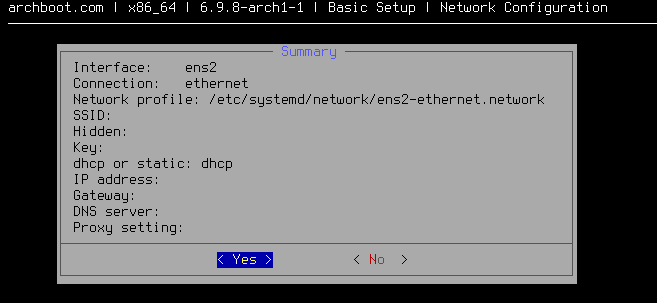 archboot.com | x86_64 | 6.9.8-arch1-1 | Basic Setup | Network Configuration
Summary
Interface: ens2
Connection: ethernet
Network profile: /etc/systemd/network/ens2-ethernet.network
SSID:
Hidden:
Key:
dhcp or static: dhcp
IP address:
Gateway:
DNS server:
Proxy setting:
< Yes > < No >